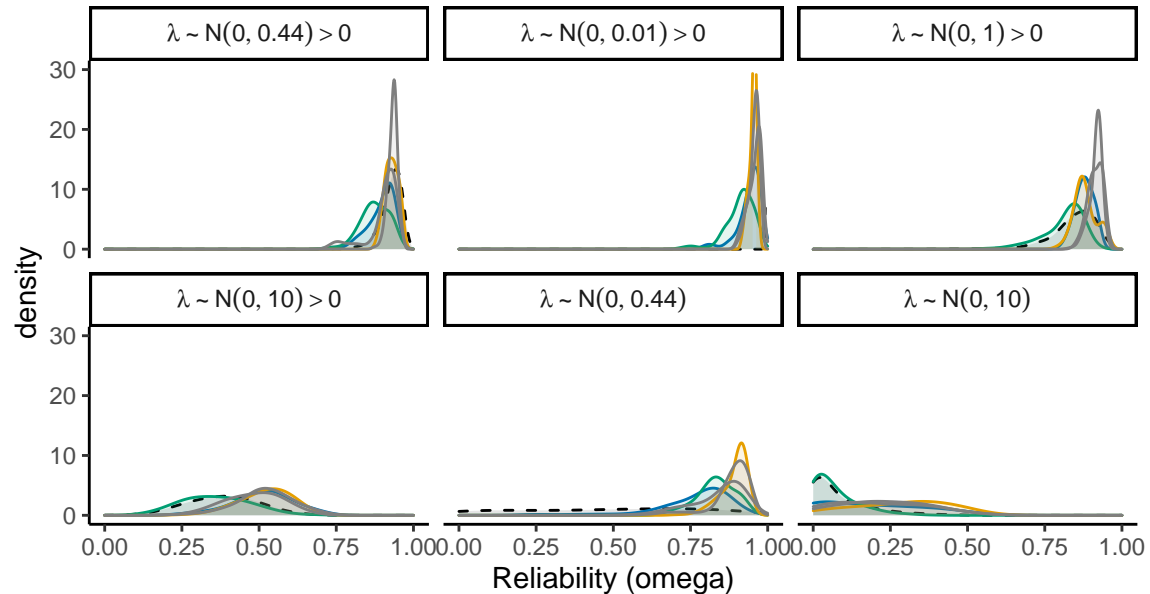 λ ~ N(0, 0.44) > 0 λ ~ N(0, 0.01) > 0 λ ~ N(0, 1) > 0
30
20
10
0
λ ~ N(0, 10) > 0 λ ~ N(0, 0.44) λ ~ N(0, 10)
30
20
10
0
density
0.00 0.25 0.50 0.75 1.00 0.00 0.25 0.50 0.75 1.00 0.00 0.25 0.50 0.75 1.00
Reliability (omega)